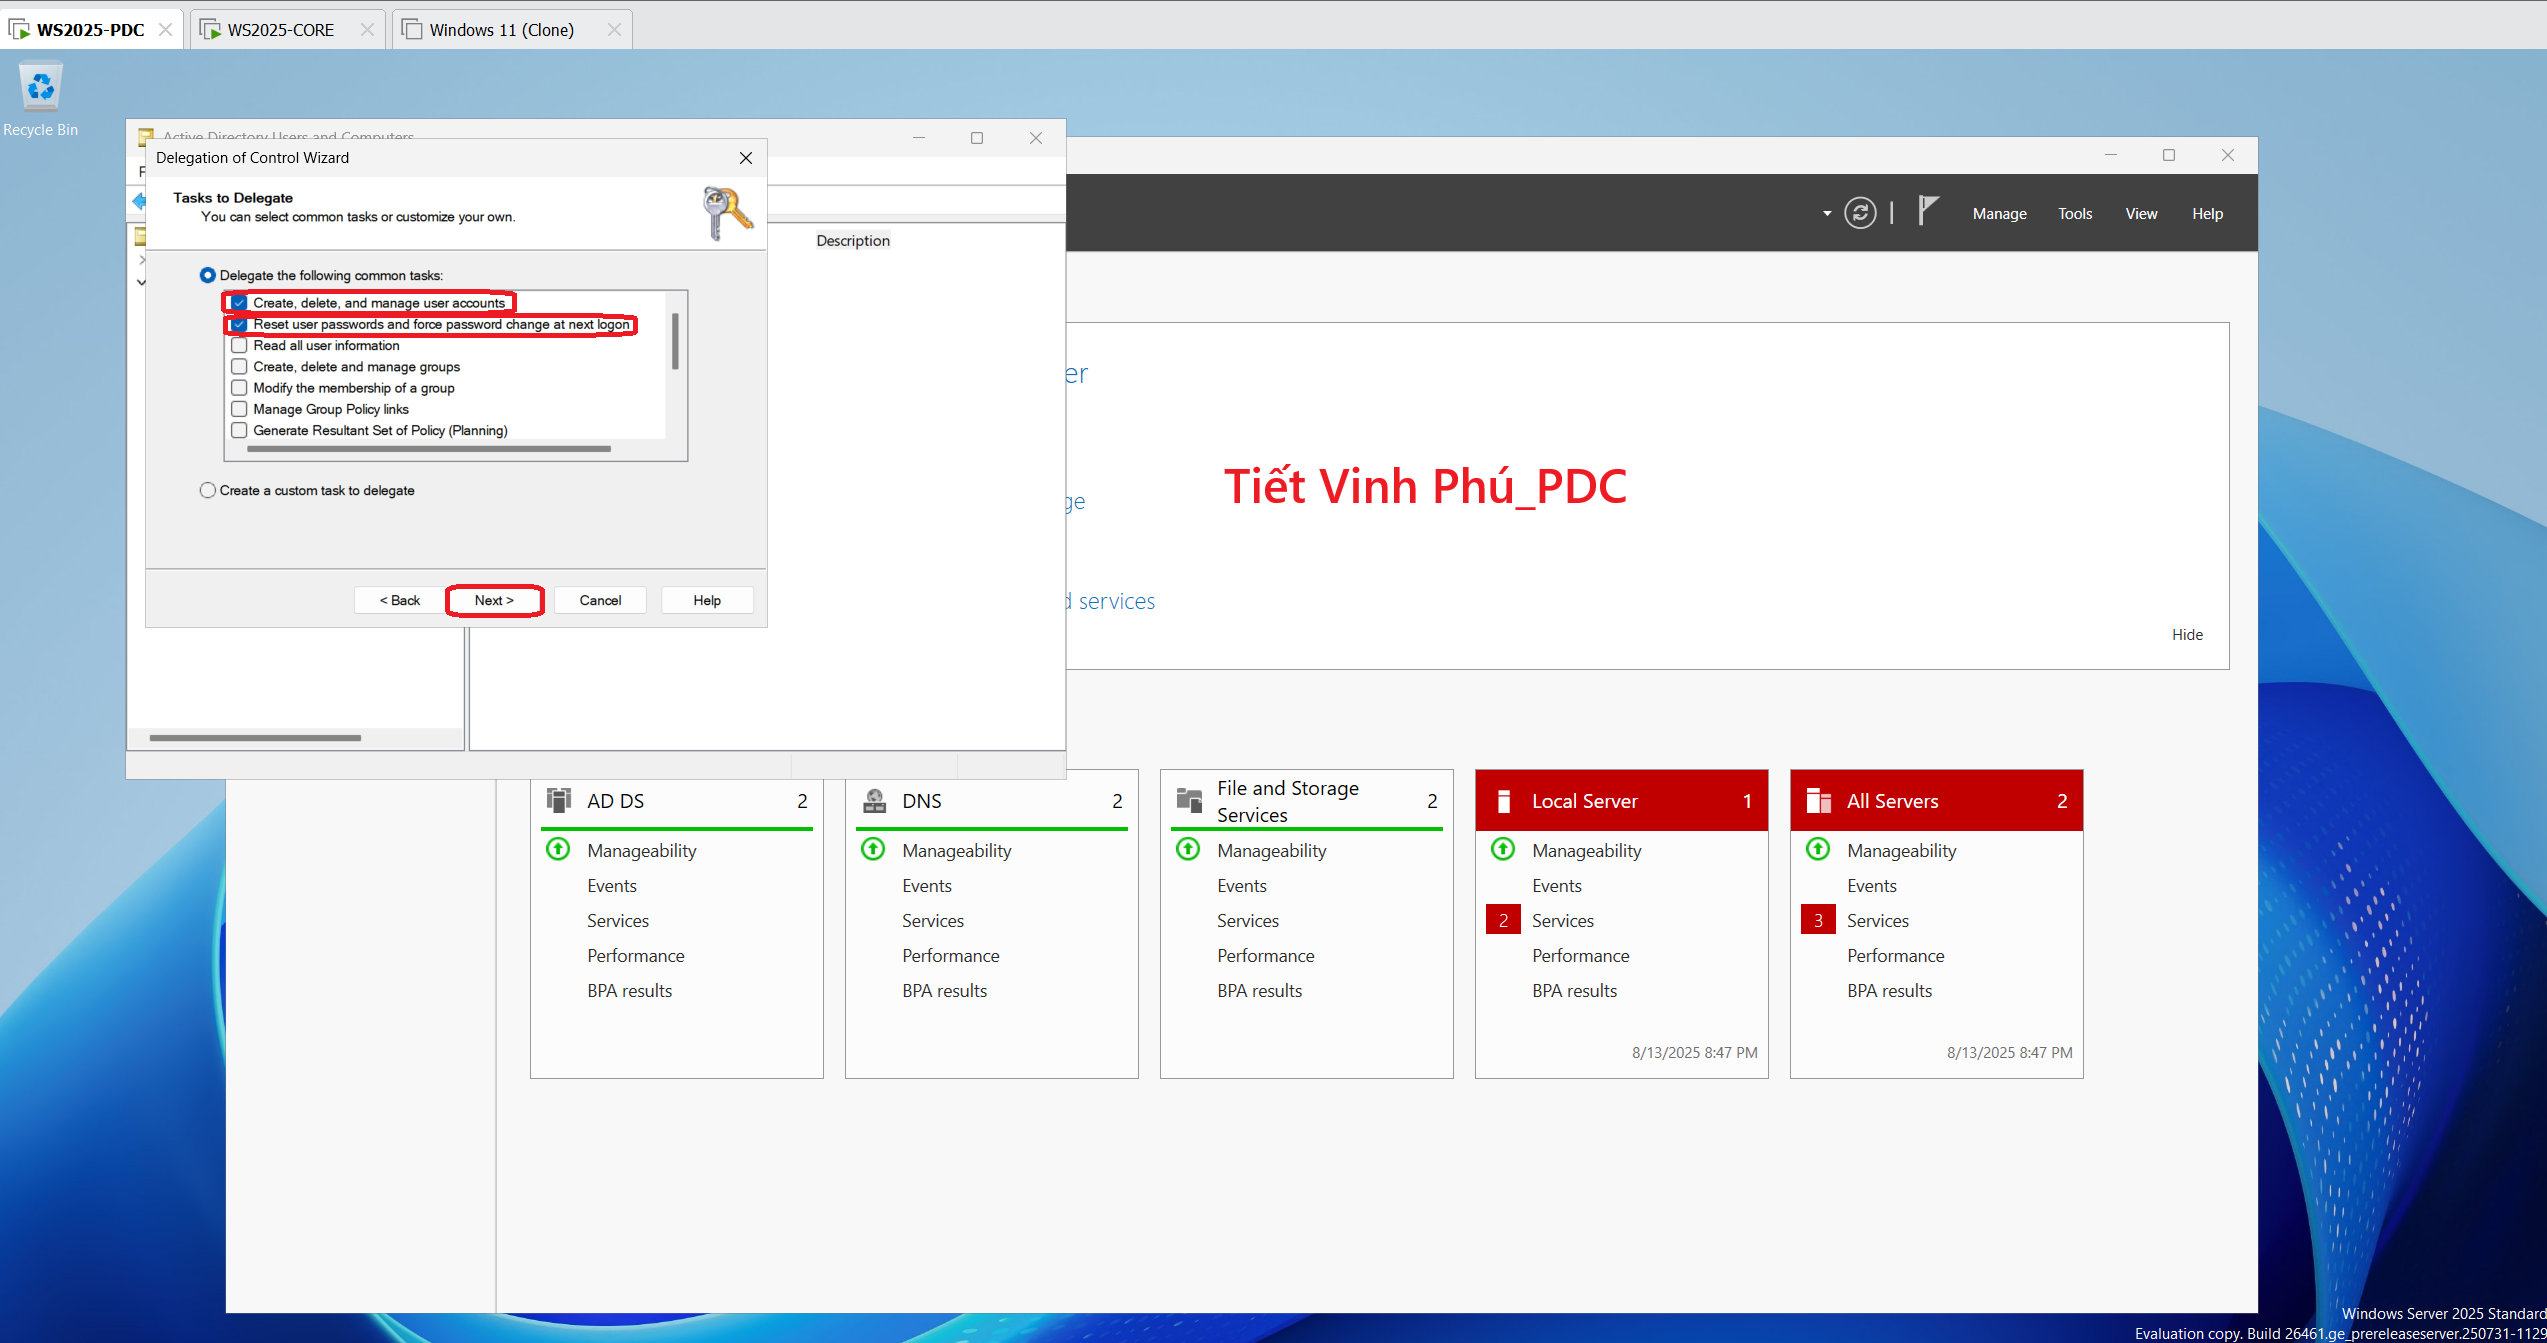 WS2025-PDC
WS2025-CORE
Windows 11 (Clone)
Recycle Bin
Active Directory Users and Computers
Delegation of Control Wizard
F
Tasks to Delegate
You can select common tasks or customize your own.
Manage
Tools
View
Help
Description
Delegate the following common tasks:
Create, delete, and manage user accounts
Reset user passwords and force password change at next logon
Read all user information
Create, delete and manage groups
Modify the membership of a group
Manage Group Policy links
Generate Resultant Set of Policy (Planning)
Create a custom task to delegate
< Back
Next >
Cancel
Help
er
ge
d services
Tiết Vinh Phú_PDC
Hide
AD DS 2
Manageability
Events
Services
Performance
BPA results
DNS 2
Manageability
Events
Services
Performance
BPA results
File and Storage
Services
2
Manageability
Events
Services
Performance
BPA results
Local Server 1
Manageability
Events
2 Services
Performance
BPA results
8/13/2025 8:47 PM
All Servers 2
Manageability
Events
3 Services
Performance
BPA results
8/13/2025 8:47 PM
Windows Server 2025 Standard
Evaluation copy. Build 26461.ge_prereleaseserver.250731-1129